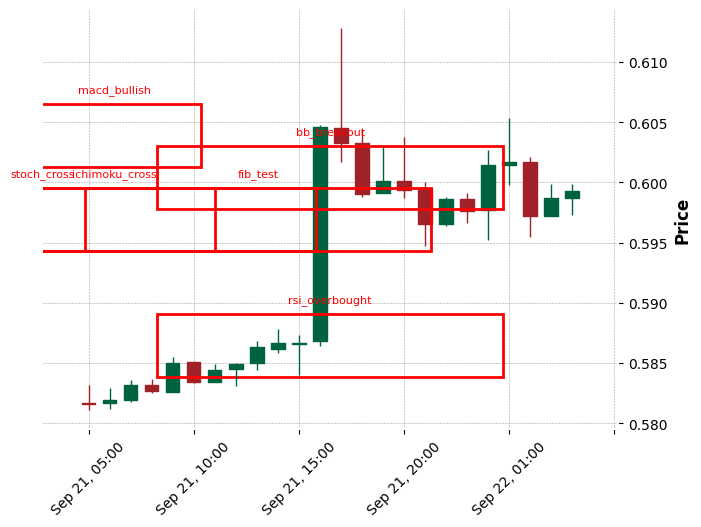 macd_bullish
bb_breakout
stoch_cross
ichimoku_cross
fib_test
rsi_overbought
0.610
0.605
0.600
0.595
0.590
0.585
0.580
Price
Sep 21, 05:00
Sep 21, 10:00
Sep 21, 15:00
Sep 21, 20:00
Sep 22, 01:00